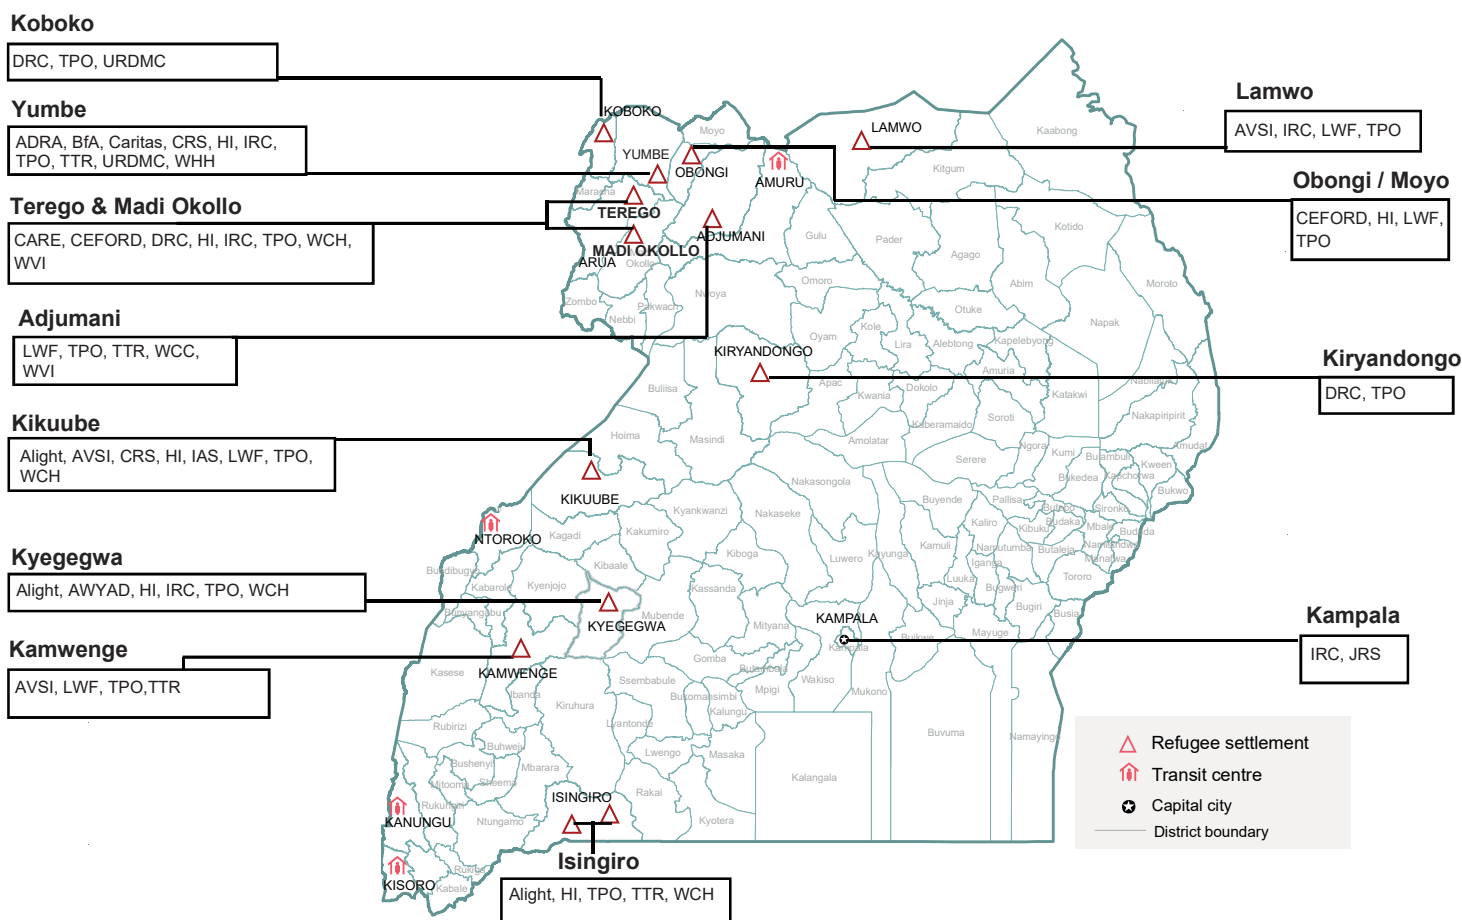 Koboko
DRC, TPO, URDMC
Yumbe
ADRA, BfA, Caritas, CRS, HI, IRC,
TPO, TTR, URDMC, WHH
Terego & Madi Okollo
CARE, CEFORD, DRC, HI, IRC, TPO, WCH,
WVI
Adjumani
LWF, TPO, TTR, WCC,
WVI
Kikuube
Alight, AVSI, CRS, HI, IAS, LWF, TPO,
WCH
Kyegegwa
Alight, AWYAD, HI, IRC, TPO, WCH
Kamwenge
AVSI, LWF, TPO,TTR
Isingiro
Alight, HI, TPO, TTR, WCH
Lamwo
AVSI, IRC, LWF, TPO
Obongi / Moyo
CEFORD, HI, LWF,
TPO
Kiryandongo
DRC, TPO
Kampala
IRC, JRS
Refugee settlement
Transit centre
Capital city
District boundary
KOBOKO
Moyo
LAMWO
Kaabong
YUMBE
OBONGI
AMURU
Kitgum
Maracha
TEREGO
ADJUMANI
Gulu
Pader
Kotido
MADI OKOLLO
ARUA
Okollo
Agago
Zombo
Pakwach
Nwoya
Omoro
Abim
Moroto
Nebbi
Otuke
Napak
Oyam
Kole
Lira
Alebtong
Kapelebyong
KIRYANDONGO
Amuria
Buliisa
Apac
Kwania
Dokolo
Katakwi
Nabilatuk
Nakapiripirit
Kaberamaido
Soroti
Hoima
Masindi
Amolatar
Ngora
Amudat
Serere
Kumi
Bulambuli
Kween
Bukedea
Kapchorwa
Bukwo
KIKUUBE
Nakasongola
Buyende
Pallisa
Butebo
Sironko
Kyankwanzi
Nakaseke
Kaliro
Kibuku
Budaka
Mbale
Bududa
NTOROKO
Kagadi
Kakumiro
Kiboga
Luwero
Kayunga
Kamuli
Namutumba
Butaleja
Namisindwa
Manafwa
Bundibugyo
Kibaale
Iganga
Tororo
Kabarole
Kyenjojo
Kassanda
Luuka
Bugweri
Bunyangabu
KYEGEGWA
Mubende
Mityana
KAMPALA
Kampala
Jinja
Bugiri
Busia
Buikwe
Mayuge
Kasese
KAMWENGE
Gomba
Butambala
Wakiso
Mukono
Ssembabule
Mpigi
Ibanda
Kiruhura
Bukomansimbi
Kalungu
Rubirizi
Lyantonde
Buvuma
Namayingo
Buhweju
Lwengo
Masaka
Bushenyi
Mbarara
Kalangala
Mitooma
Sheema
Rakai
Rukungiri
ISINGIRO
KANUNGU
Ntungamo
Kyotera
Rukiga
KISORO
Kabale